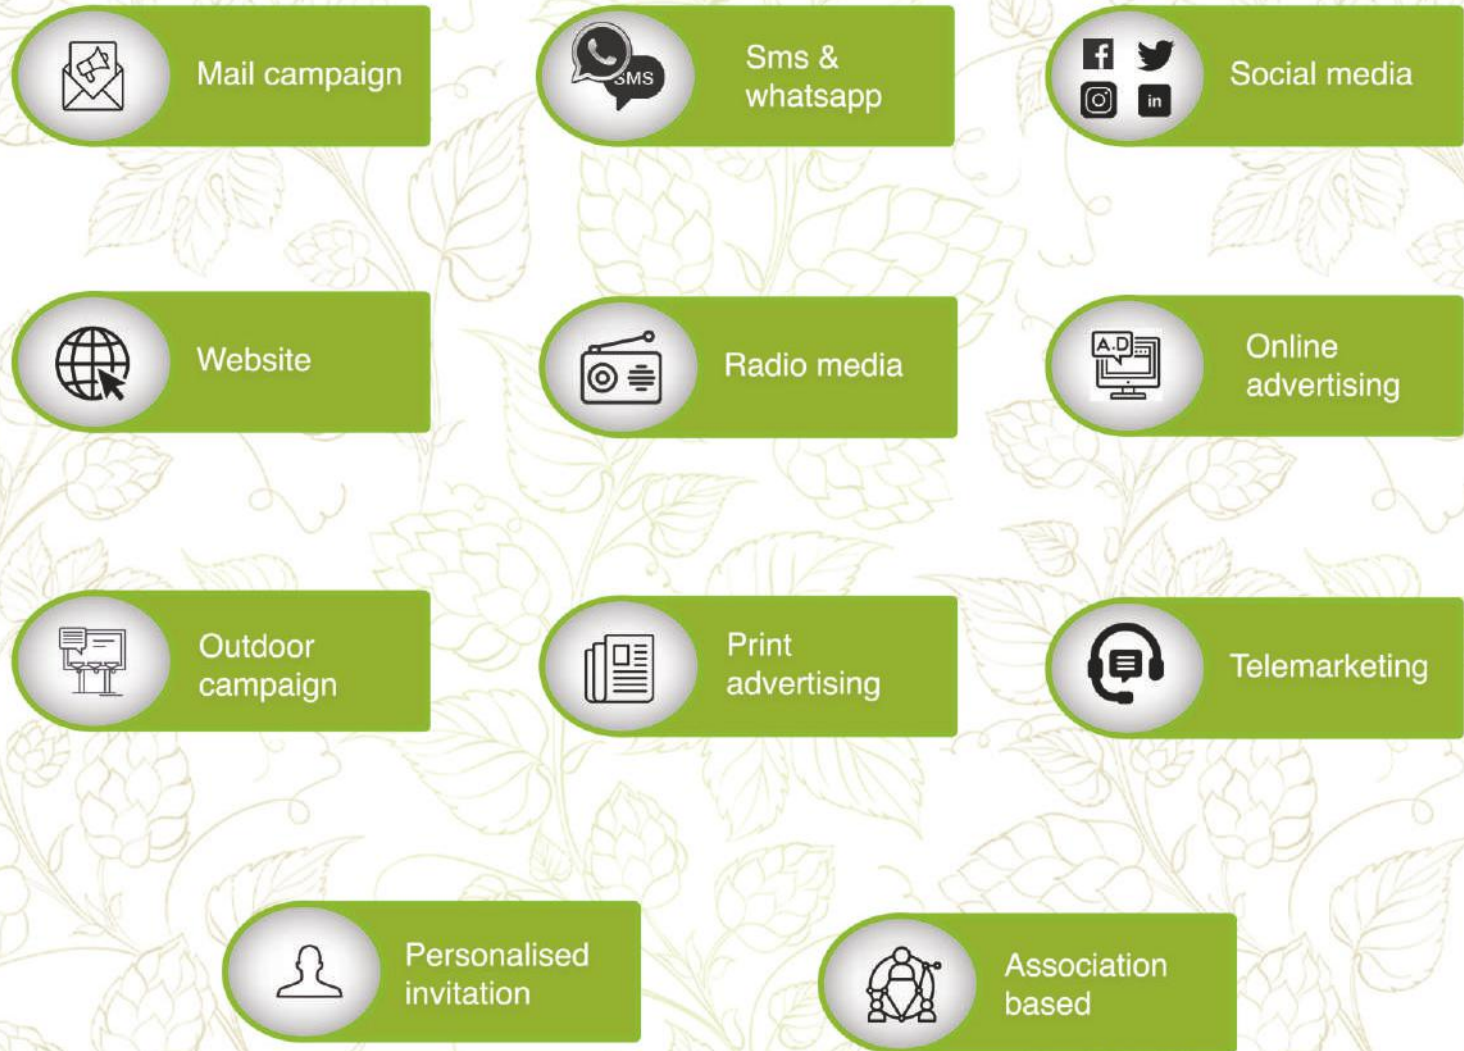 Mail campaign
SMS
Sms &
whatsapp
f
in
Social media
Website
Radio media
A.D
Online
advertising
Outdoor
campaign
Print
advertising
Telemarketing
Personalised
invitation
Association
based